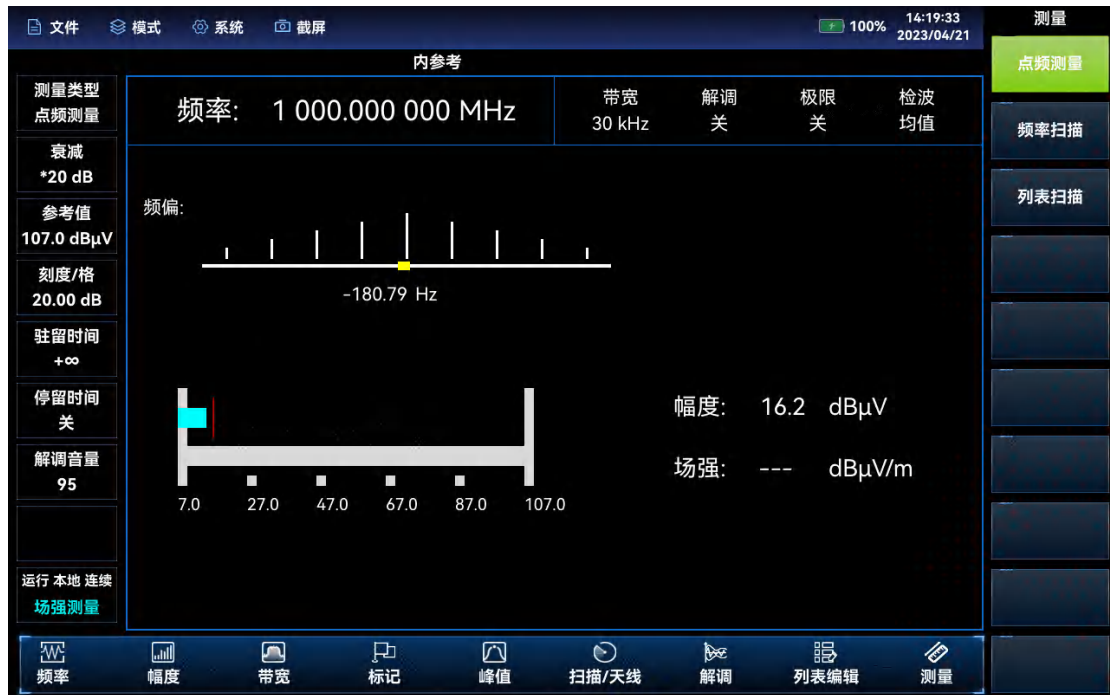 文件 模式 系统 截屏 100% 14:19:33
2023/04/21
测量
内参考
点频测量
测量类型
点频测量
频率: 1 000.000 000 MHz
带宽 解调 极限 检波
30 kHz 关 关 均值
频率扫描
衰减
*20 dB
列表扫描
参考值
107.0 dBμV
频偏:
刻度/格
20.00 dB
-180.79 Hz
驻留时间
+∞
停留时间
关
幅度: 16.2 dBμV
解调音量
95
场强: --- dBμV/m
7.0 27.0 47.0 67.0 87.0 107.0
运行 本地 连续
场强测量
频率 幅度 带宽 标记 峰值 扫描/天线 解调 列表编辑 测量